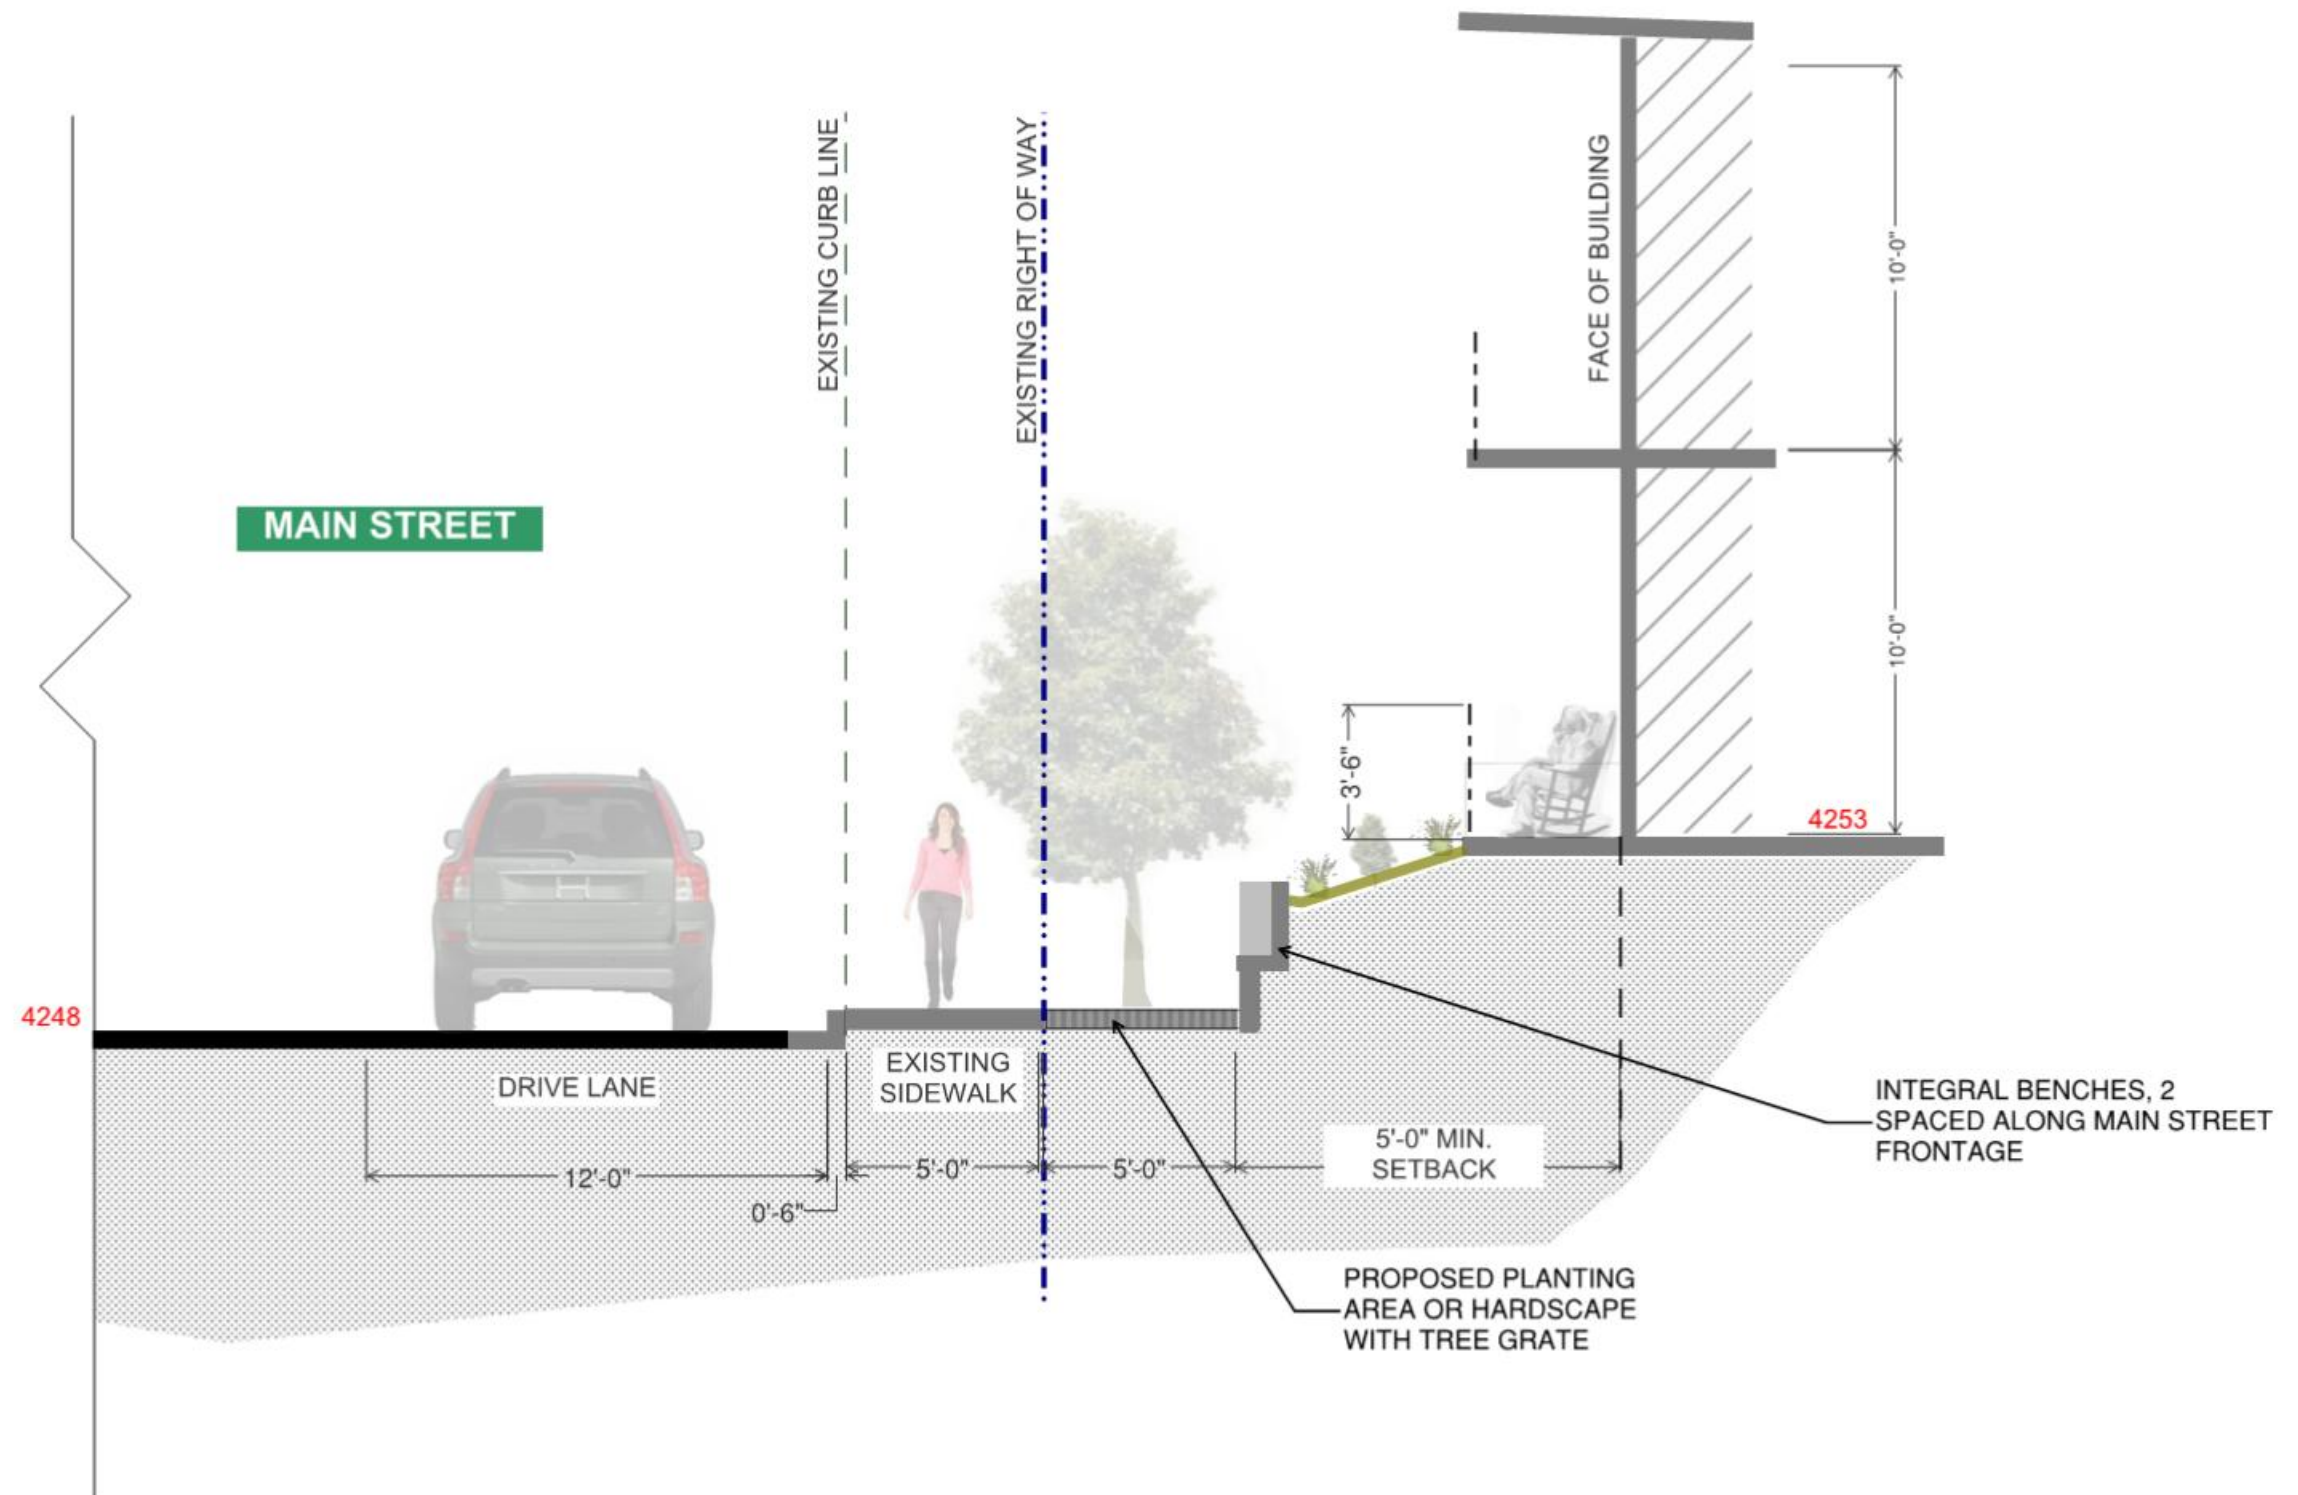 EXISTING CURB LINE
EXISTING RIGHT OF WAY
FACE OF BUILDING
10'-0"
MAIN STREET
10'-0"
3'-6"
4253
4248
DRIVE LANE
EXISTING
SIDEWALK
12'-0"
0'-6"
5'-0"
5'-0"
5'-0" MIN.
SETBACK
INTEGRAL BENCHES, 2
SPACED ALONG MAIN STREET
FRONTAGE
PROPOSED PLANTING
AREA OR HARDSCAPE
WITH TREE GRATE